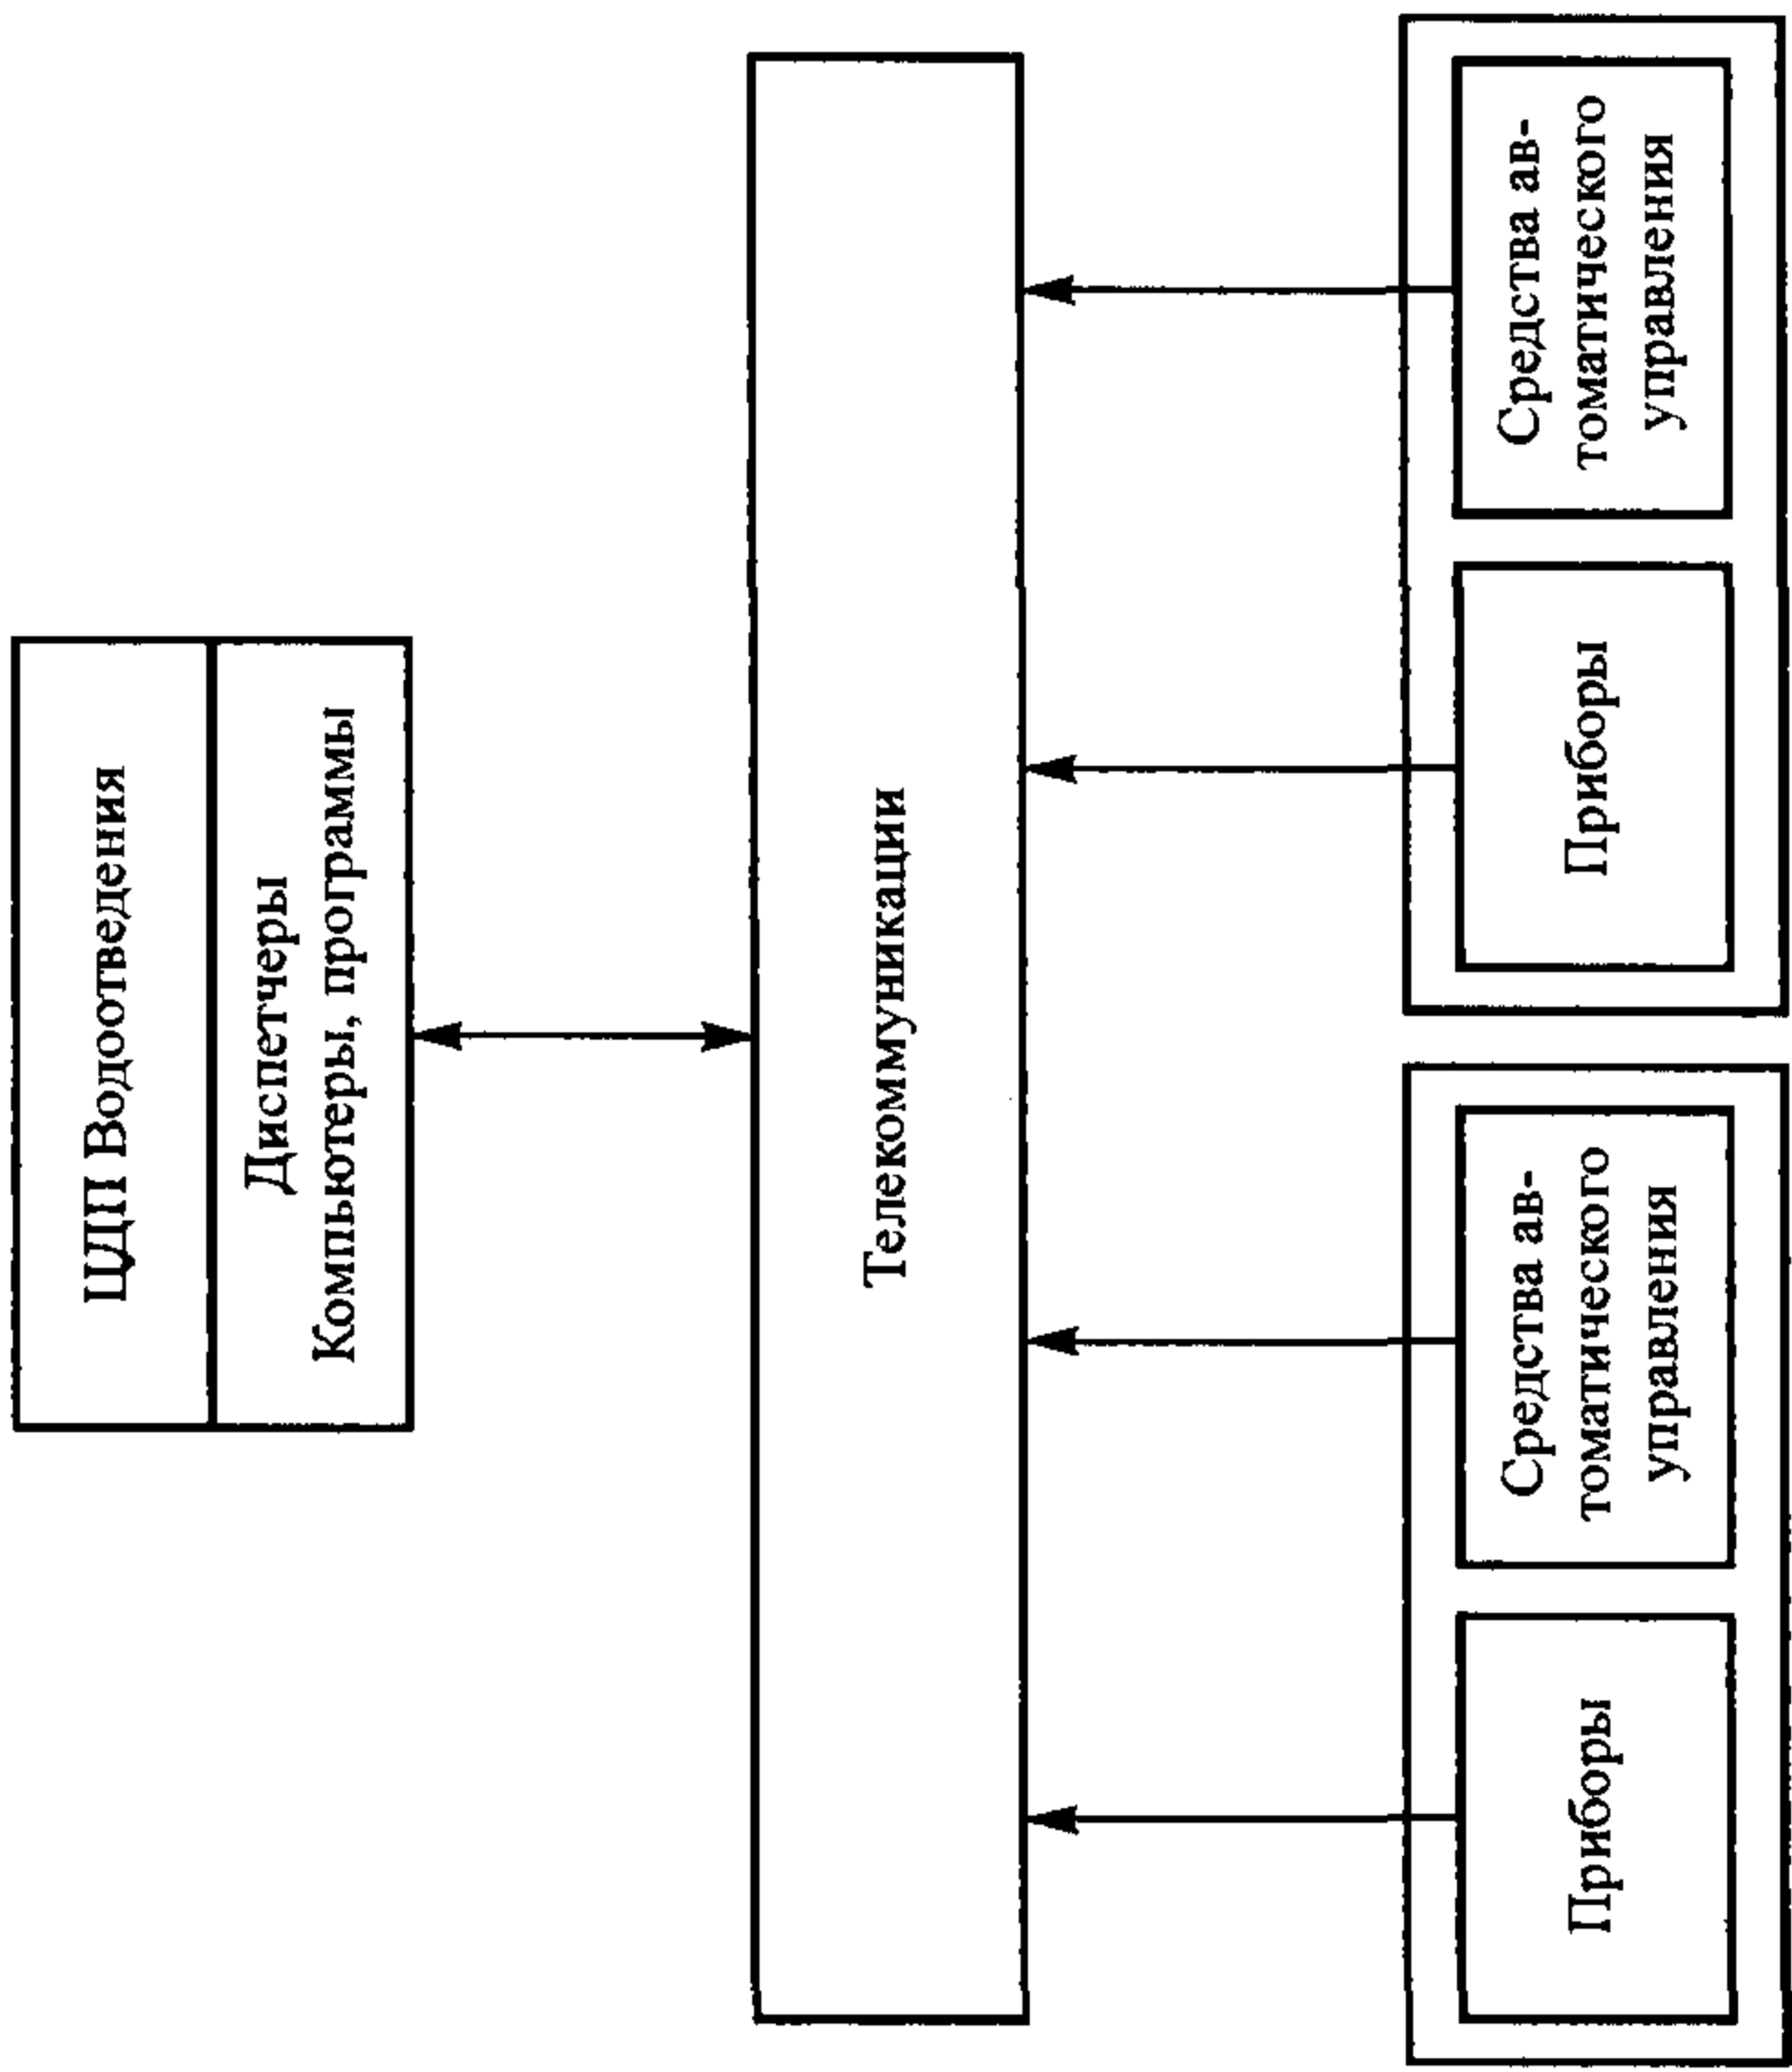 ЦДП Водоотведения
Диспетчеры
Компьютеры, программы
Телекоммуникации
Приборы
Средства ав-
томатического
управления
Приборы
Средства ав-
томатического
управления